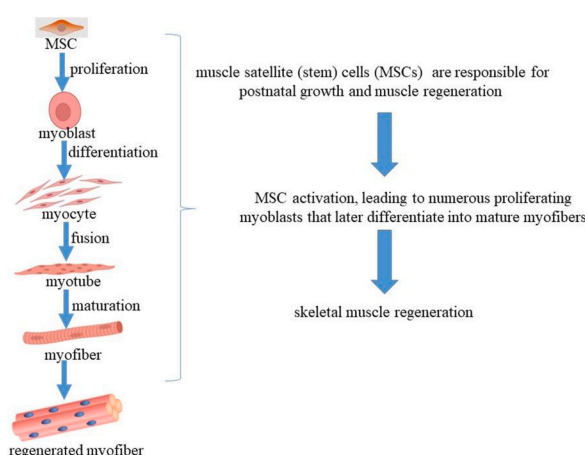 MSC
proliferation
myoblast
differentiation
myocyte
fusion
myotube
maturation
myofiber
regenerated myofiber
muscle satellite (stem) cells (MSCs) are responsible for
postnatal growth and muscle regeneration
MSC activation, leading to numerous proliferating
myoblasts that later differentiate into mature myofibers
skeletal muscle regeneration